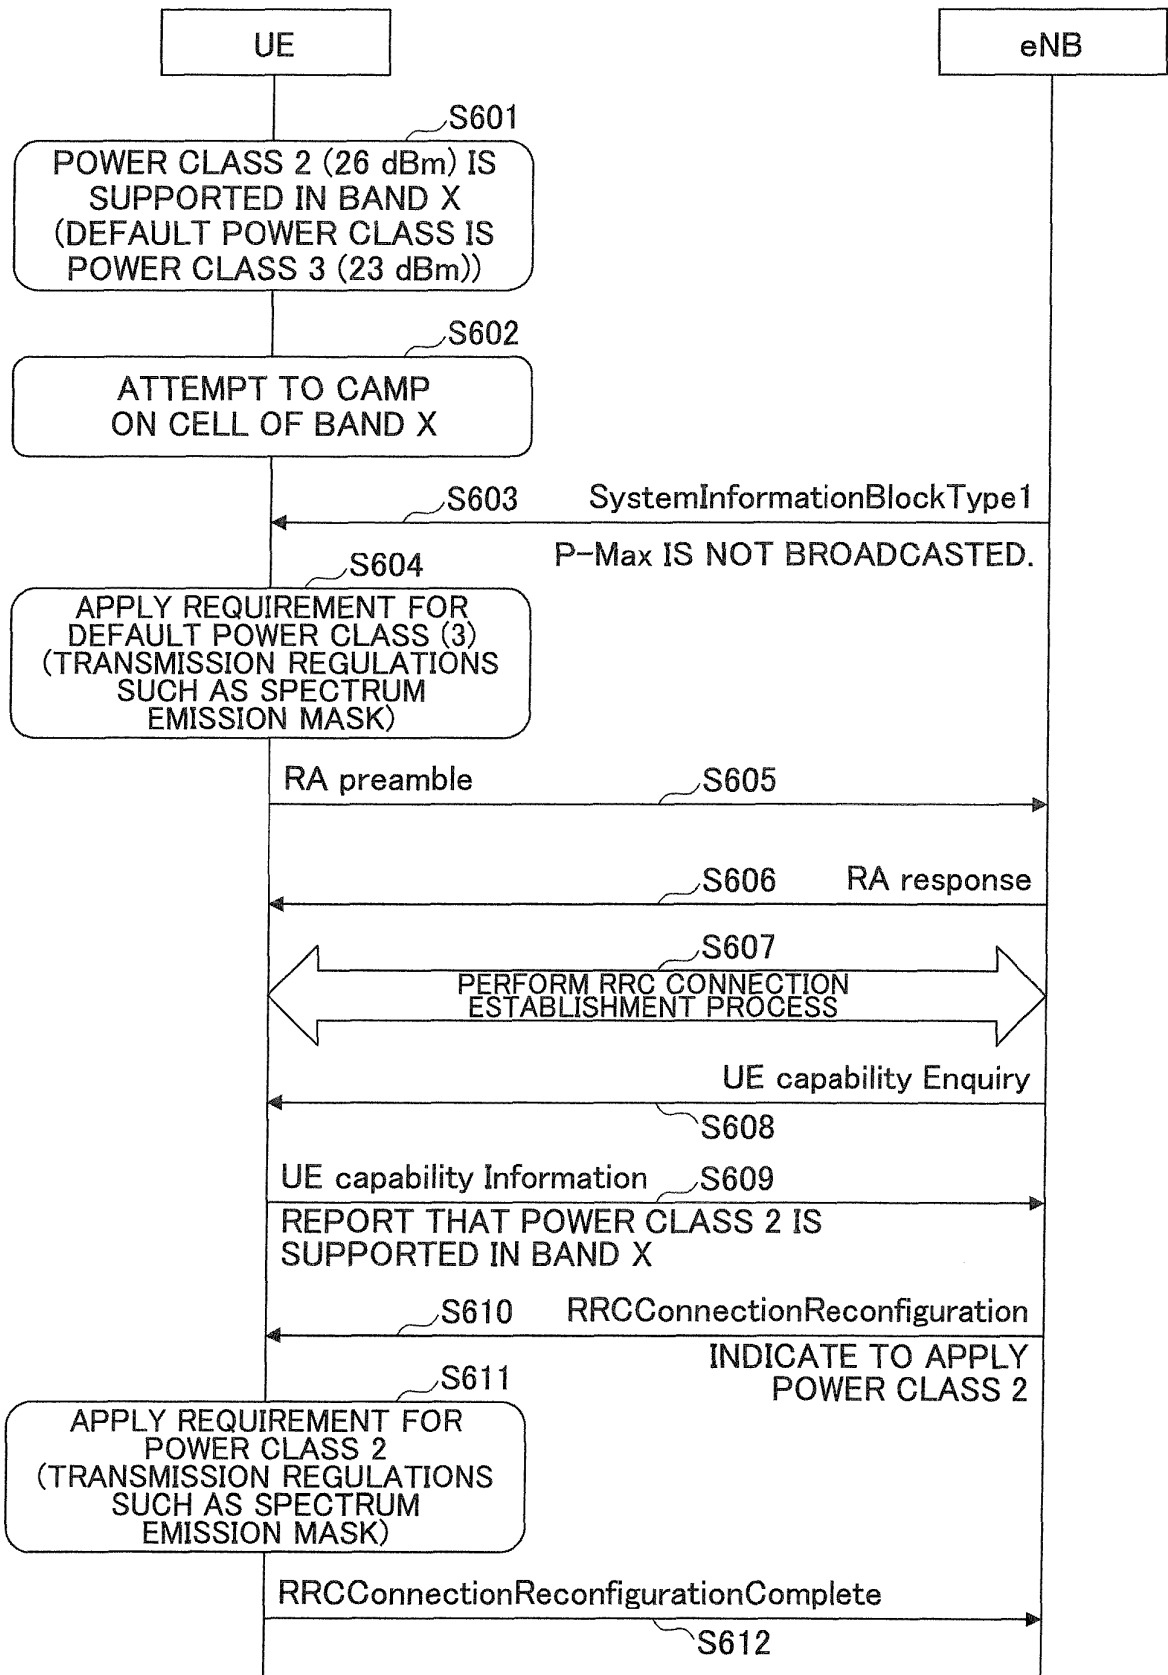 UE
eNB
S601
POWER CLASS 2 (26 dBm) IS
SUPPORTED IN BAND X
(DEFAULT POWER CLASS IS
POWER CLASS 3 (23 dBm))
S602
ATTEMPT TO CAMP
ON CELL OF BAND X
S603
SystemInformationBlockType1
P-Max IS NOT BROADCASTED.
S604
APPLY REQUIREMENT FOR
DEFAULT POWER CLASS (3)
(TRANSMISSION REGULATIONS
SUCH AS SPECTRUM
EMISSION MASK)
RA preamble
S605
S606
RA response
S607
PERFORM RRC CONNECTION
ESTABLISHMENT PROCESS
UE capability Enquiry
S608
UE capability Information
S609
REPORT THAT POWER CLASS 2 IS
SUPPORTED IN BAND X
S610
RRCConnectionReconfiguration
INDICATE TO APPLY
POWER CLASS 2
S611
APPLY REQUIREMENT FOR
POWER CLASS 2
(TRANSMISSION REGULATIONS
SUCH AS SPECTRUM
EMISSION MASK)
RRCConnectionReconfigurationComplete
S612